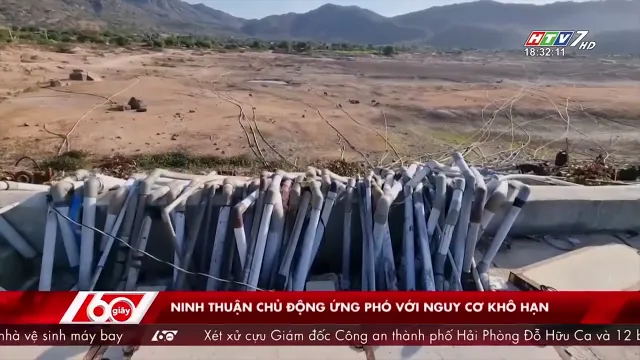 HTV7 HD
18:32:11
60 giây
NINH THUẬN CHỦ ĐỘNG ỨNG PHÓ VỚI NGUY CƠ KHÔ HẠN
nhà vệ sinh máy bay 60 Xét xử cựu Giám đốc Công an thành phố Hải Phòng Đỗ Hữu Ca và 12 b